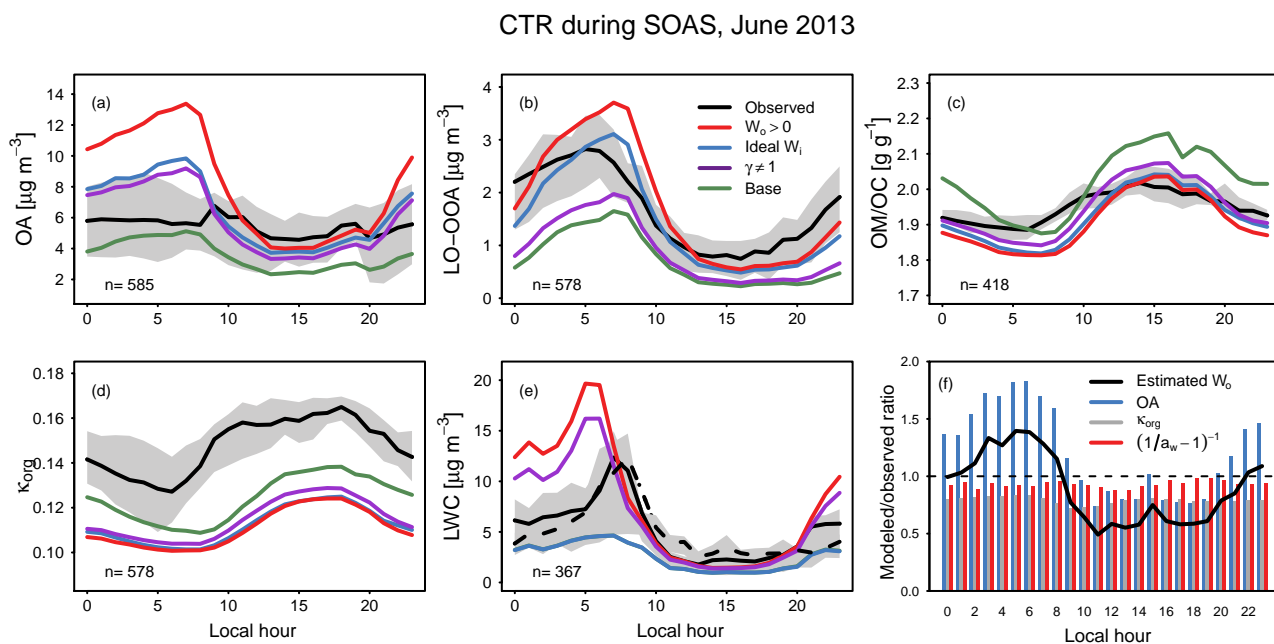 CTR during SOAS, June 2013
OA [µg m⁻³]
2 4 6 8 10 12 14
(a)
n= 585
0 5 10 15 20
LO−OOA [µg m⁻³]
0 1 2 3 4
(b)
Observed
Wₒ > 0
Ideal Wᵢ
γ ≠ 1
Base
n= 578
0 5 10 15 20
OM/OC [g g⁻¹]
1.7 1.8 1.9 2.0 2.1 2.2 2.3
(c)
n= 418
0 5 10 15 20
κorg
0.10 0.12 0.14 0.16 0.18
(d)
n= 578
0 5 10 15 20
Local hour
LWC [µg m⁻³]
0 5 10 15 20
(e)
n= 367
0 5 10 15 20
Local hour
Modeled/observed ratio
0.0 0.5 1.0 1.5 2.0
(f)
Estimated Wₒ
OA
κorg
(1/a_w − 1)⁻¹
0 2 4 6 8 10 12 14 16 18 20 22
Local hour